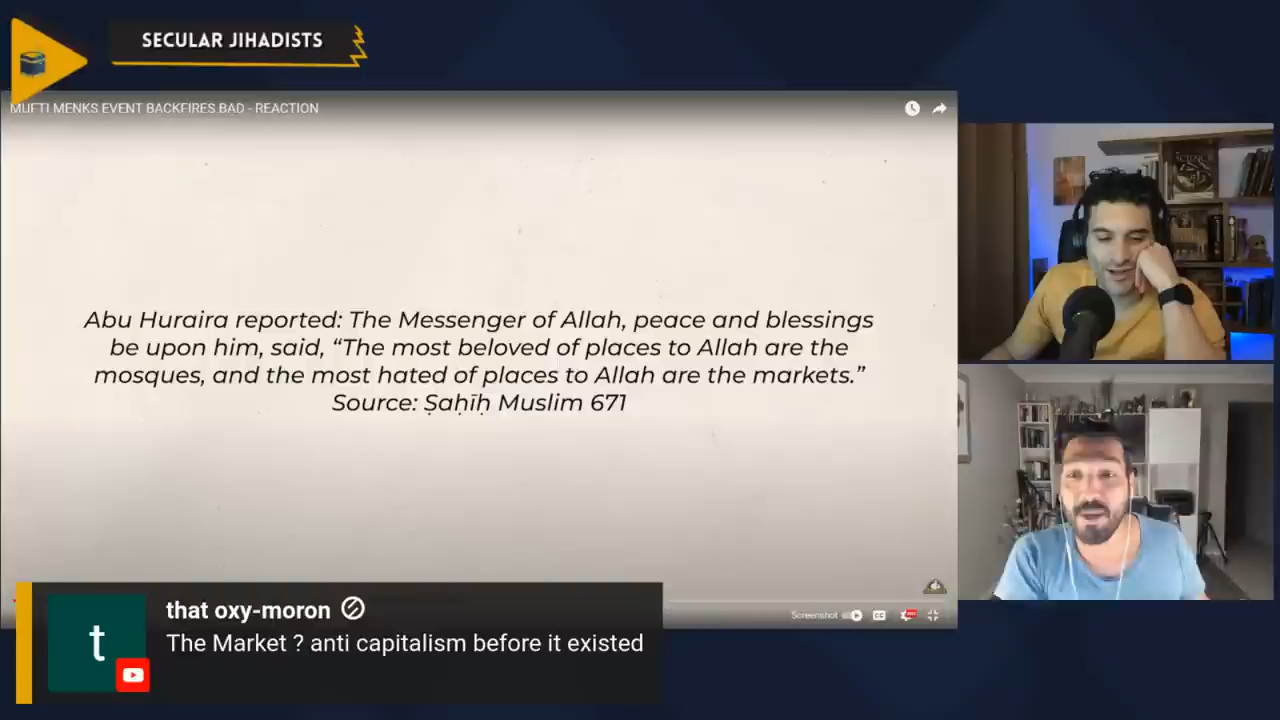 SECULAR JIHADISTS
MUFTI MENKS EVENT BACKFIRES BAD - REACTION
SCIENCE
Abu Huraira reported: The Messenger of Allah, peace and blessings
be upon him, said, “The most beloved of places to Allah are the
mosques, and the most hated of places to Allah are the markets.”
Source: Ṣaḥīḥ Muslim 671
Screenshot
CC
t
that oxy-moron
The Market ? anti capitalism before it existed